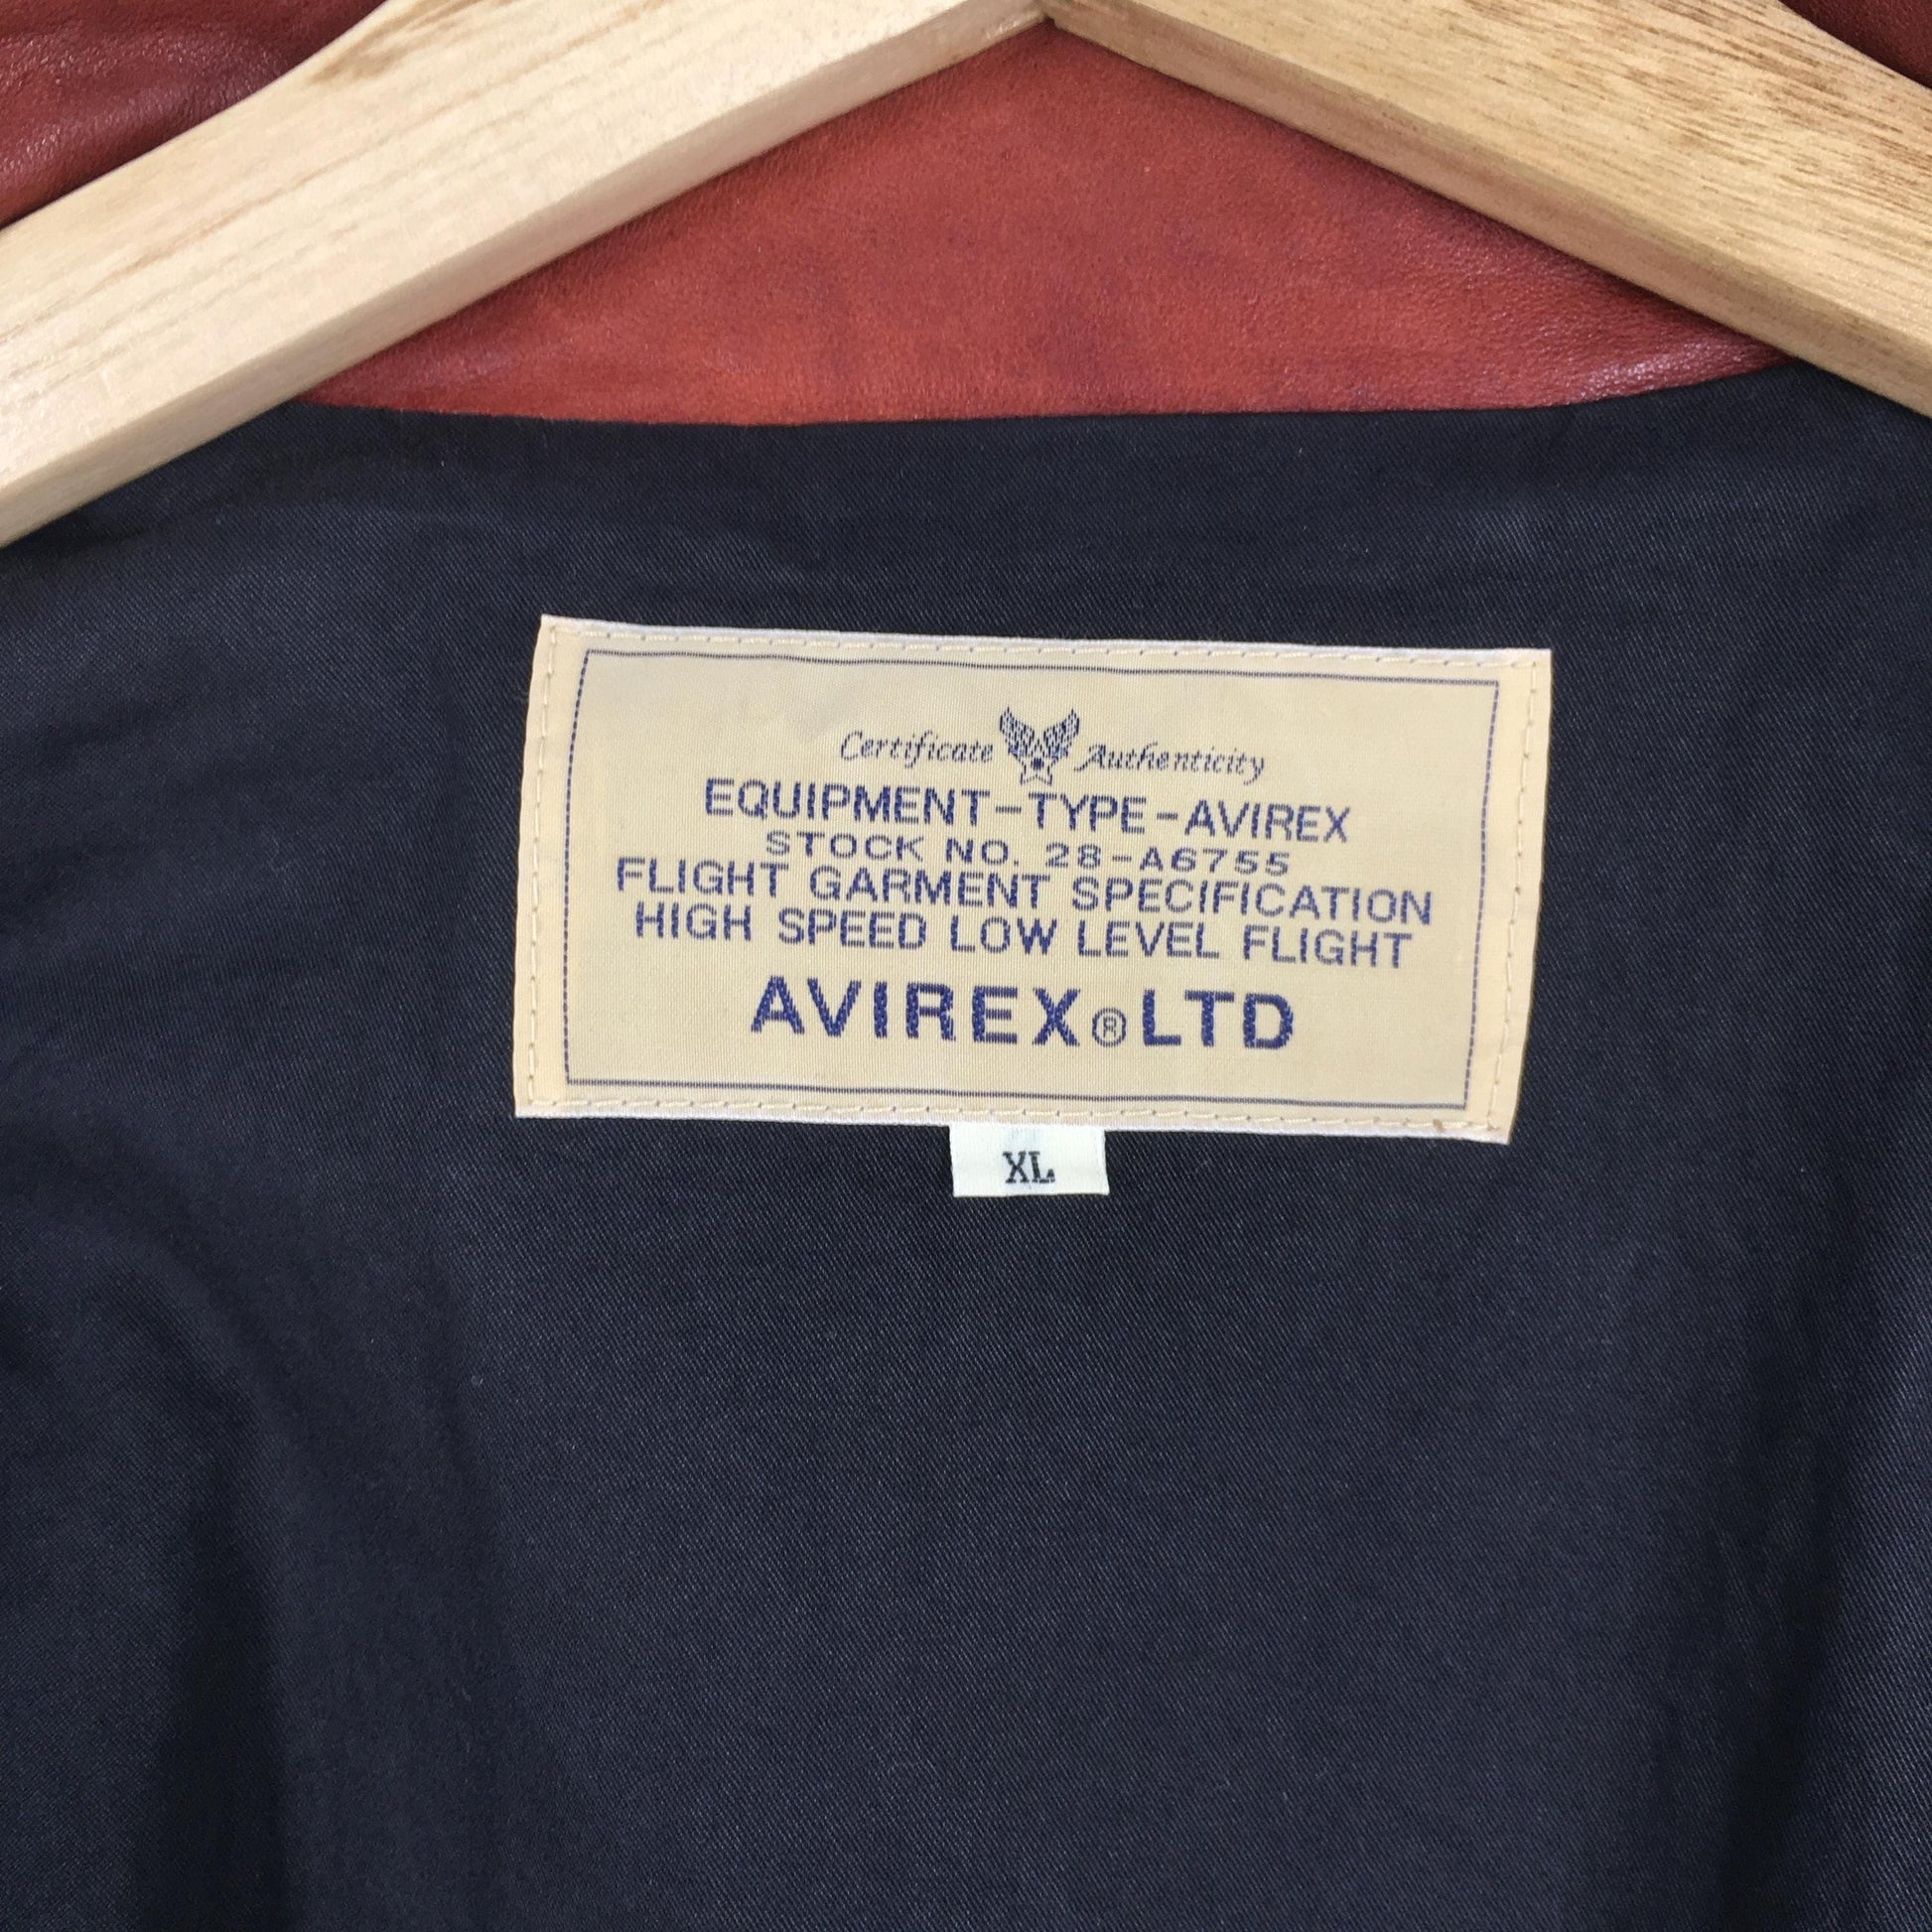 Certificate Authenticity
EQUIPMENT-TYPE-AVIREX
STOCK NO. 28-A6755
FLIGHT GARMENT SPECIFICATION
HIGH SPEED LOW LEVEL FLIGHT
AVIREX®LTD
XL